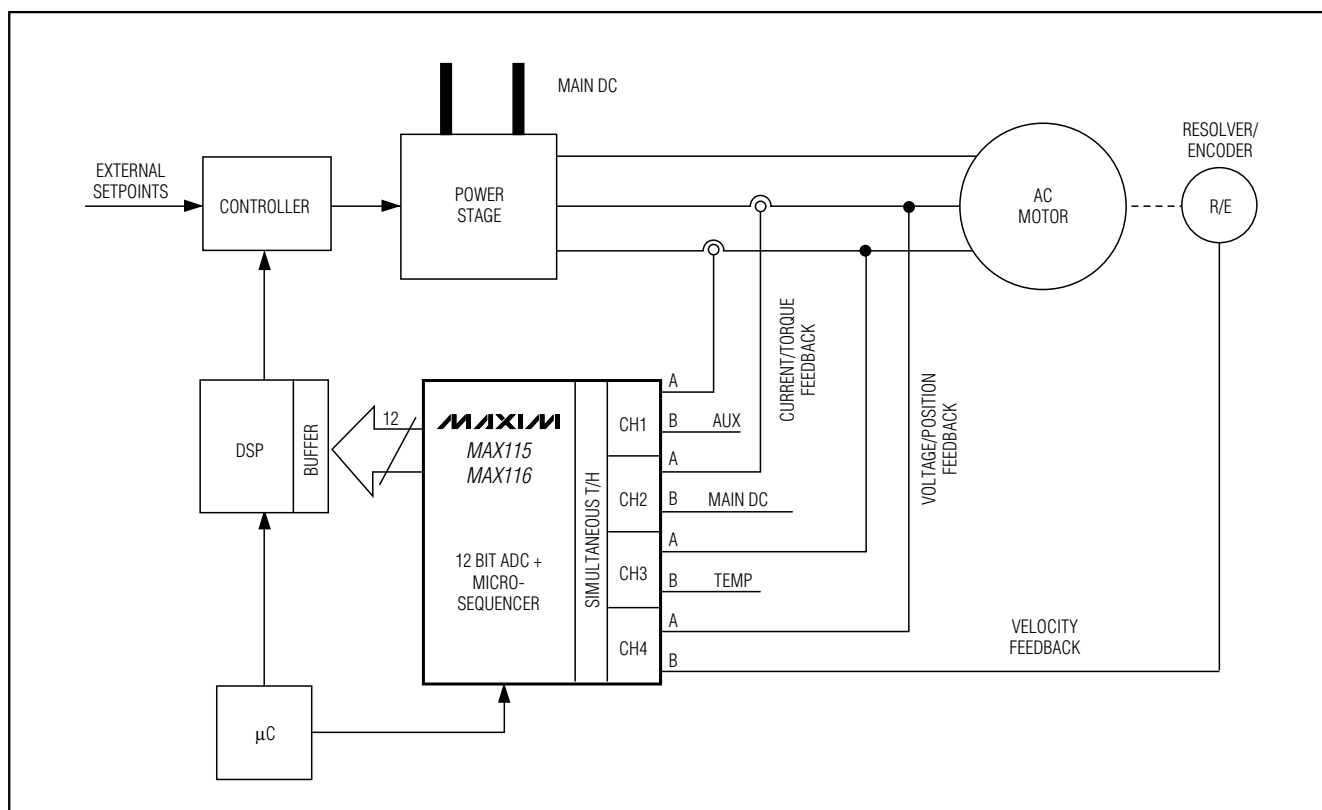 MAIN DC
EXTERNAL
SETPOINTS
CONTROLLER
POWER
STAGE
AC
MOTOR
RESOLVER/
ENCODER
R/E
CURRENT/TORQUE
FEEDBACK
VOLTAGE/POSITION
FEEDBACK
DSP
BUFFER
12
MAXIM
MAX115
MAX116
12 BIT ADC +
MICRO-
SEQUENCER
SIMULTANEOUS T/H
CH1
CH2
CH3
CH4
A
B AUX
A
B MAIN DC
A
B TEMP
A
B
VELOCITY
FEEDBACK
μC